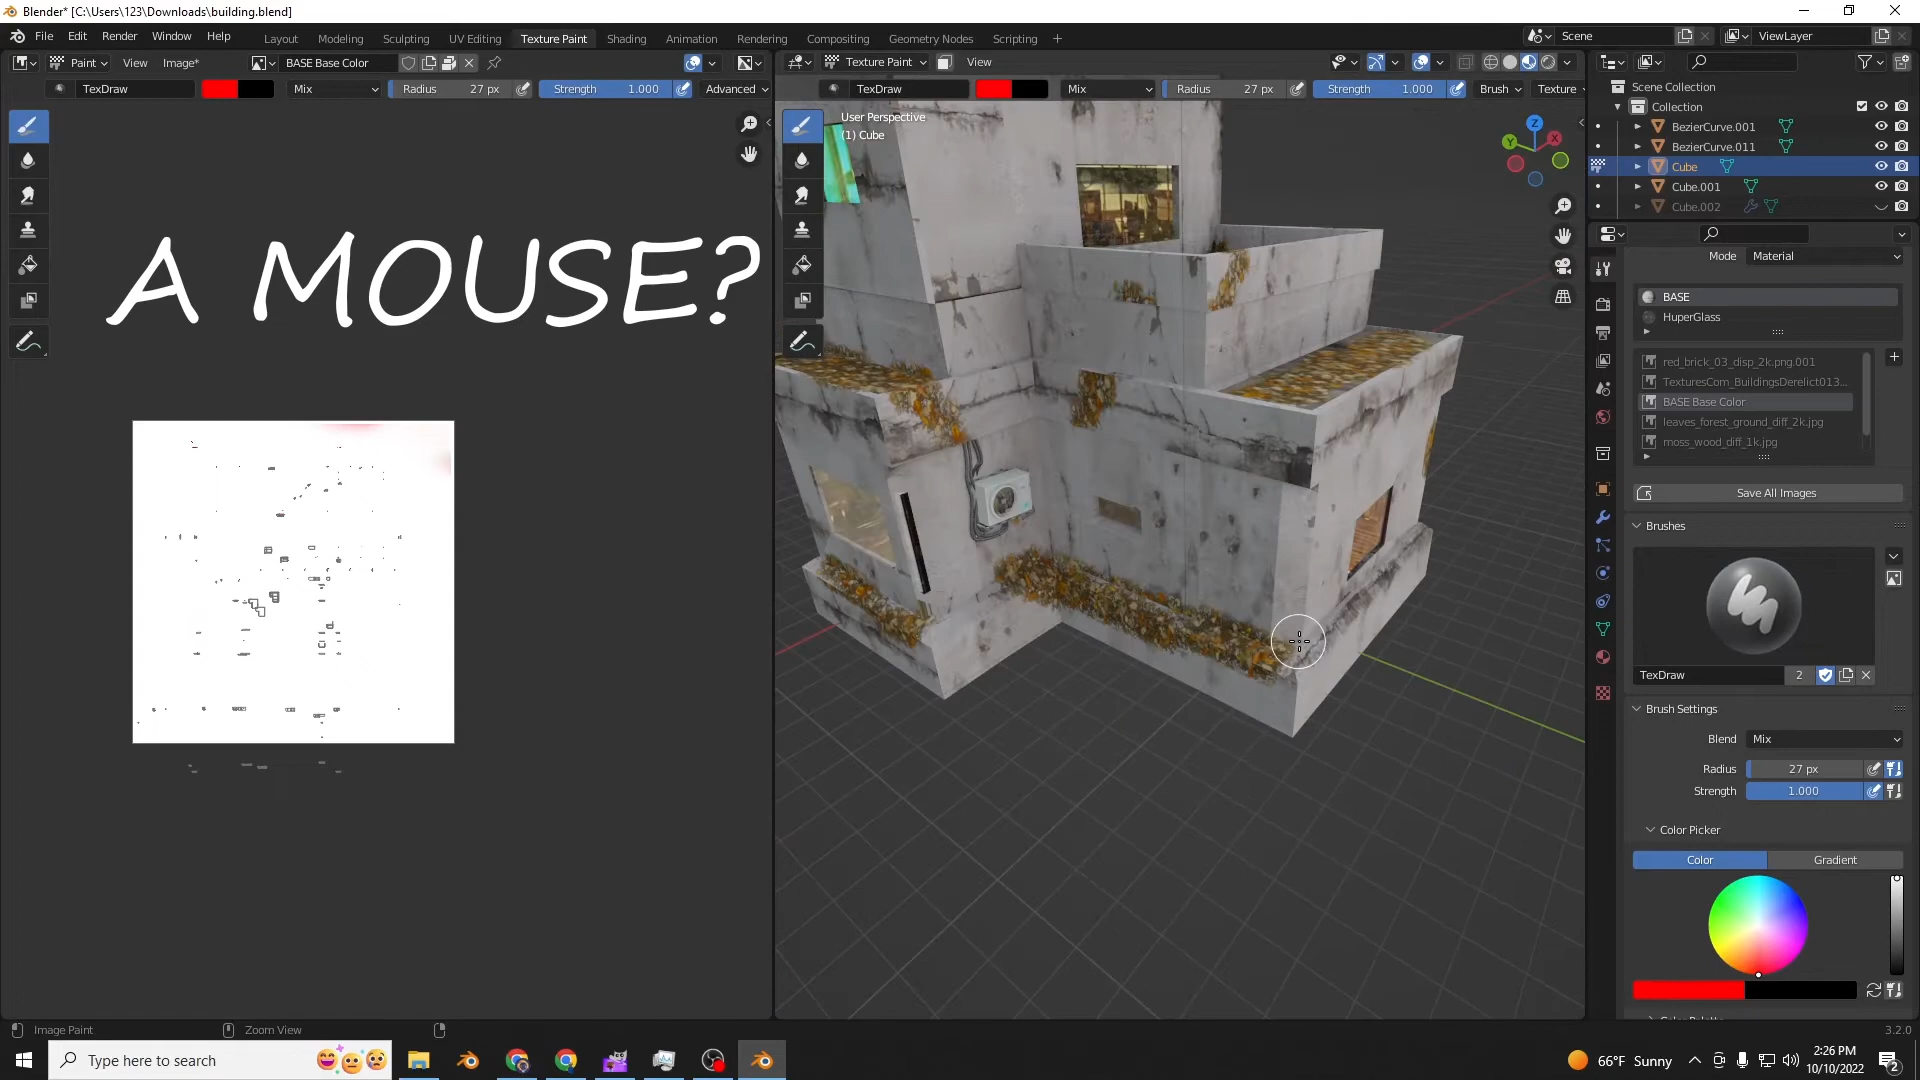 Blender* [C:\Users\123\Downloads\building.blend]
File Edit Render Window Help
Layout Modeling Sculpting UV Editing Texture Paint Shading Animation Rendering Compositing Geometry Nodes Scripting +
Scene
ViewLayer
Paint View Image* BASE Base Color
Texture Paint View
TexDraw Mix Radius 27 px Strength 1.000 Advanced
TexDraw Mix Radius 27 px Strength 1.000 Brush Texture
User Perspective
(1) Cube
Z
Y
X
A MOUSE?
Scene Collection
Collection
BezierCurve.001
BezierCurve.011
Cube
Cube.001
Cube.002
Mode Material
BASE
HuperGlass
red_brick_03_disp_2k.png.001
TexturesCom_BuildingsDerelict013...
BASE Base Color
leaves_forest_ground_diff_2k.jpg
moss_wood_diff_1k.jpg
Save All Images
Brushes
TexDraw 2
Brush Settings
Blend Mix
Radius 27 px
Strength 1.000
Color Picker
Color Gradient
Image Paint Zoom View
3.2.0
Type here to search
66°F Sunny
2:26 PM
10/10/2022
2